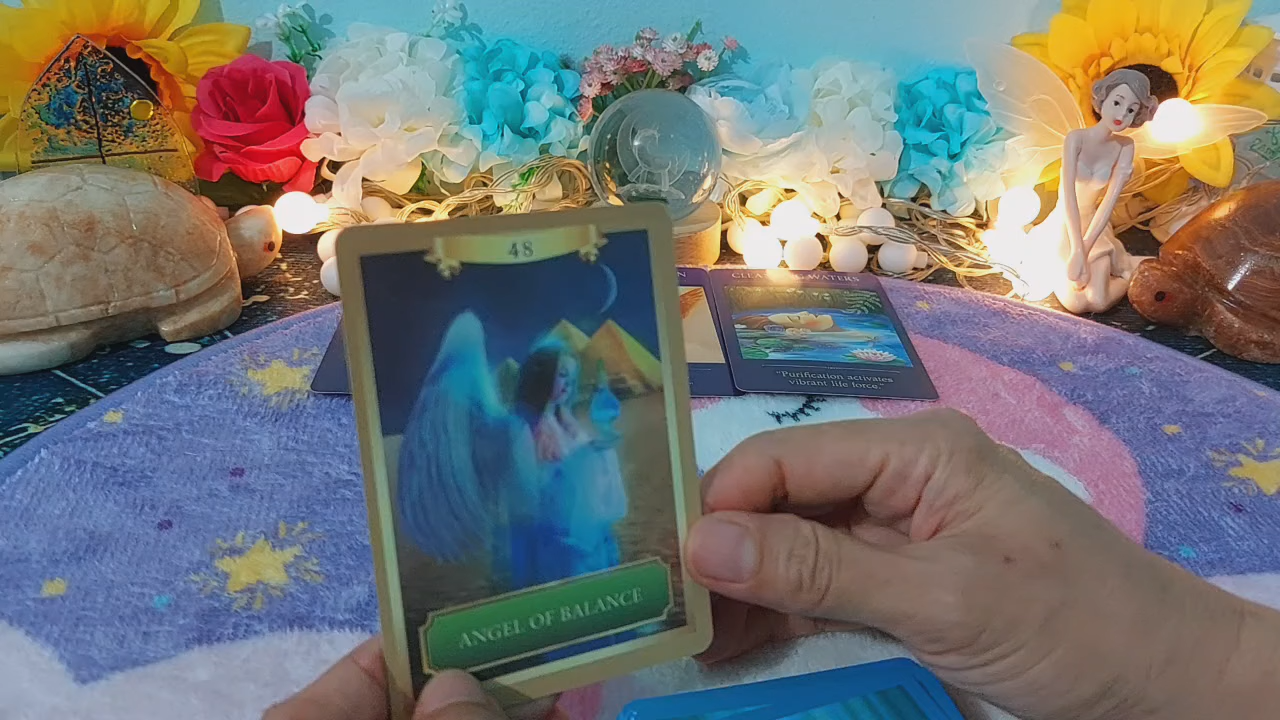 48
ANGEL OF BALANCE
"Purification activates
vibrant life force."